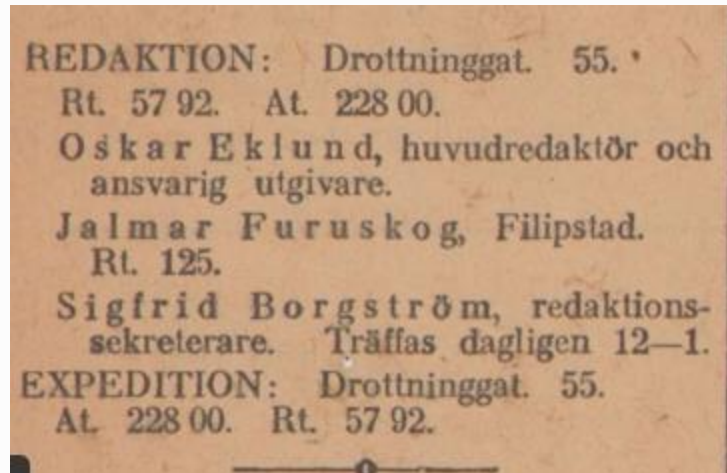 REDAKTION: Drottninggat. 55.
Rt. 57 92. At. 228 00.
Oskar Eklund, huvudredaktör och
ansvarig utgivare.
Jalmar Furuskog, Filipstad.
Rt. 125.
Sigfrid Borgström, redaktions-
sekreterare. Träffas dagligen 12—1.
EXPEDITION: Drottninggat. 55.
At. 228 00. Rt. 57 92.